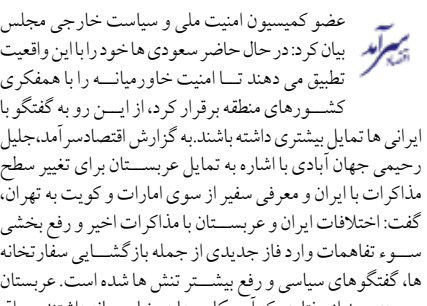 سرآمد
اقتصاد
عضو کمیسیون امنیت ملی و سیاست خارجی مجلس
بیان کرد: در حال حاضر سعودی ها خود را با این واقعیت
تطبیق می دهند تا امنیت خاورمیانه را با همفکری
کشورهای منطقه برقرار کرد، از این رو به گفتگو با
ایرانی ها تمایل بیشتری داشته باشند.به گزارش اقتصادسرآمد،جلیل
رحیمی جهان آبادی با اشاره به تمایل عربستان برای تغییر سطح
مذاکرات با ایران و معرفی سفیر از سوی امارات و کویت به تهران،
گفت: اختلافات ایران و عربستان با مذاکرات اخیر و رفع بخشی
سوء تفاهمات وارد فاز جدیدی از جمله بازگشایی سفارتخانه
ها، گفتگوهای سیاسی و رفع بیشتر تنش ها شده است. عربستان